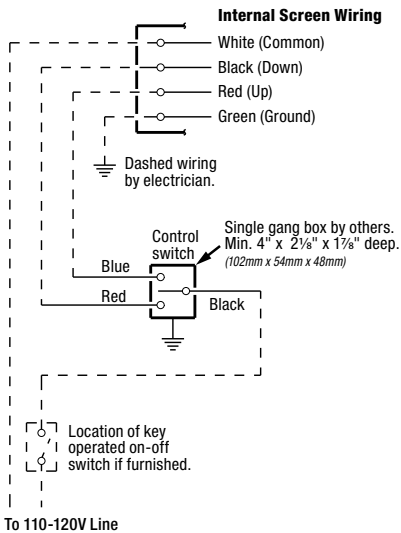 Internal Screen Wiring
White (Common)
Black (Down)
Red (Up)
Green (Ground)
Dashed wiring
by electrician.
Control
switch
Single gang box by others.
Min. 4" x 2⅛" x 1⅞" deep.
(102mm x 54mm x 48mm)
Blue
Red
Black
Location of key
operated on-off
switch if furnished.
To 110-120V Line